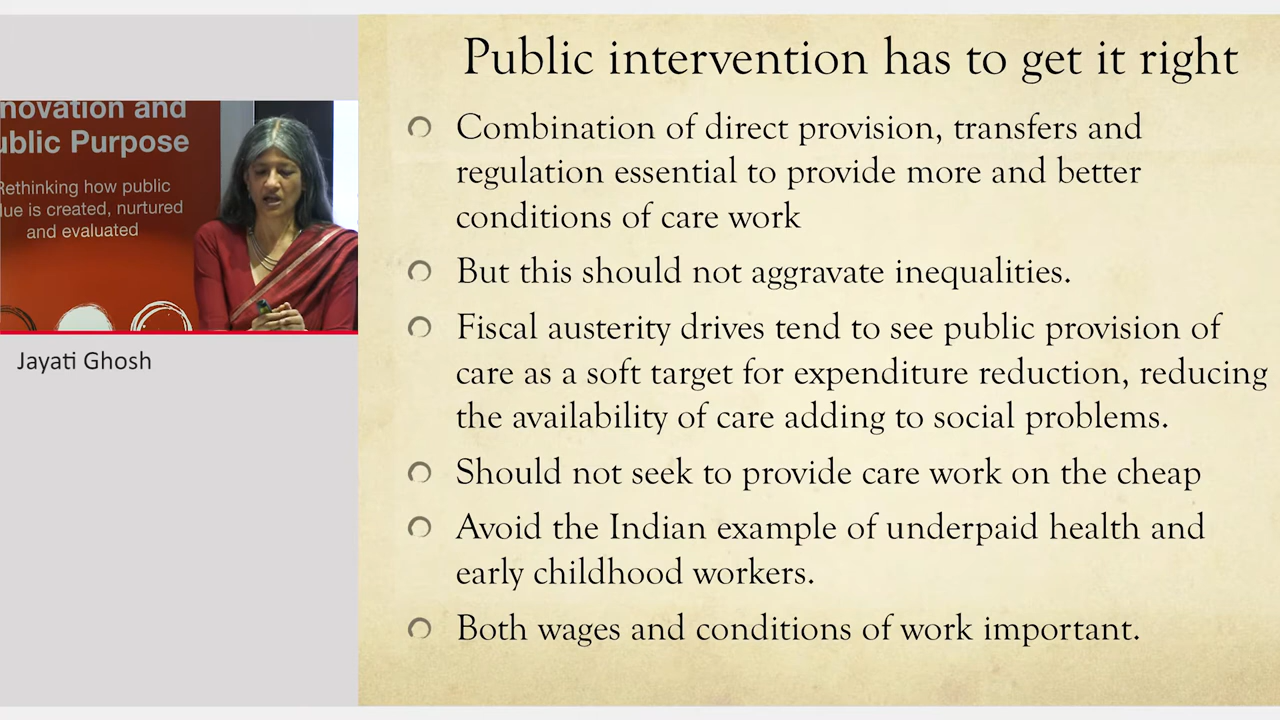 novation and
ublic Purpose
Rethinking how public
lue is created, nurtured
and evaluated
Jayati Ghosh
Public intervention has to get it right
Combination of direct provision, transfers and
regulation essential to provide more and better
conditions of care work
But this should not aggravate inequalities.
Fiscal austerity drives tend to see public provision of
care as a soft target for expenditure reduction, reducing
the availability of care adding to social problems.
Should not seek to provide care work on the cheap
Avoid the Indian example of underpaid health and
early childhood workers.
Both wages and conditions of work important.